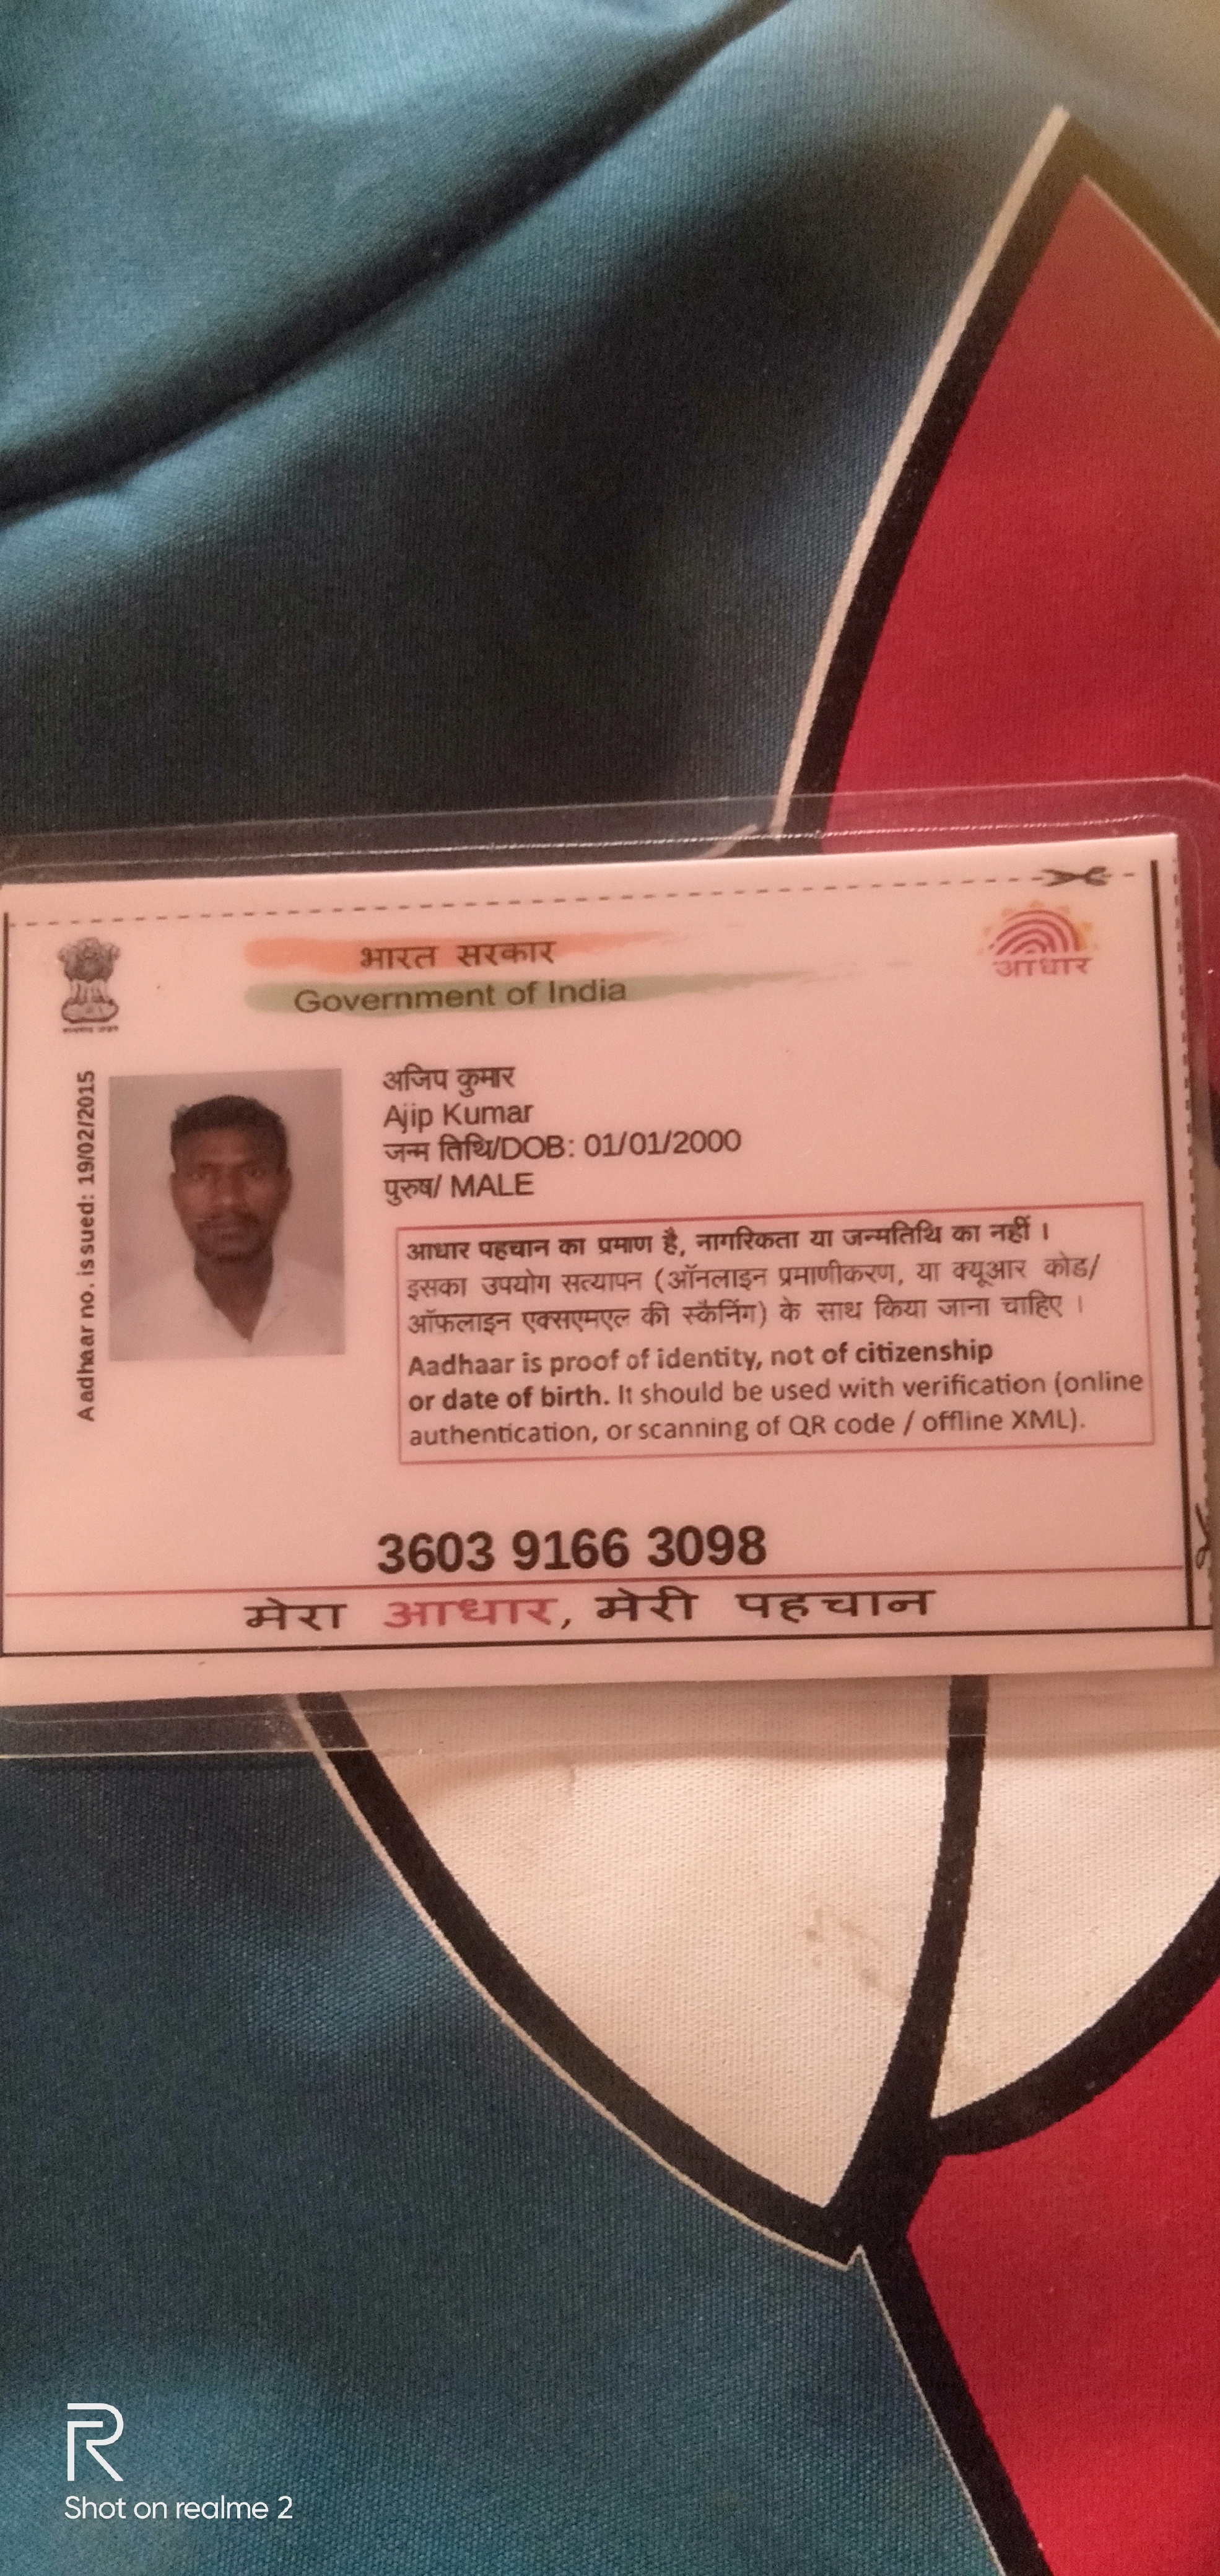 भारत सरकार
Government of India
आधार
Aadhaar no. issued: 19/02/2015
अजिप कुमार
Ajip Kumar
जन्म तिथि/DOB: 01/01/2000
पुरुष/ MALE
आधार पहचान का प्रमाण है, नागरिकता या जन्मतिथि का नहीं ।
इसका उपयोग सत्यापन (ऑनलाइन प्रमाणीकरण, या क्यूआर कोड/
ऑफलाइन एक्सएमएल की स्कैनिंग) के साथ किया जाना चाहिए ।
Aadhaar is proof of identity, not of citizenship
or date of birth. It should be used with verification (online
authentication, or scanning of QR code / offline XML).
3603 9166 3098
मेरा आधार, मेरी पहचान
R
Shot on realme 2